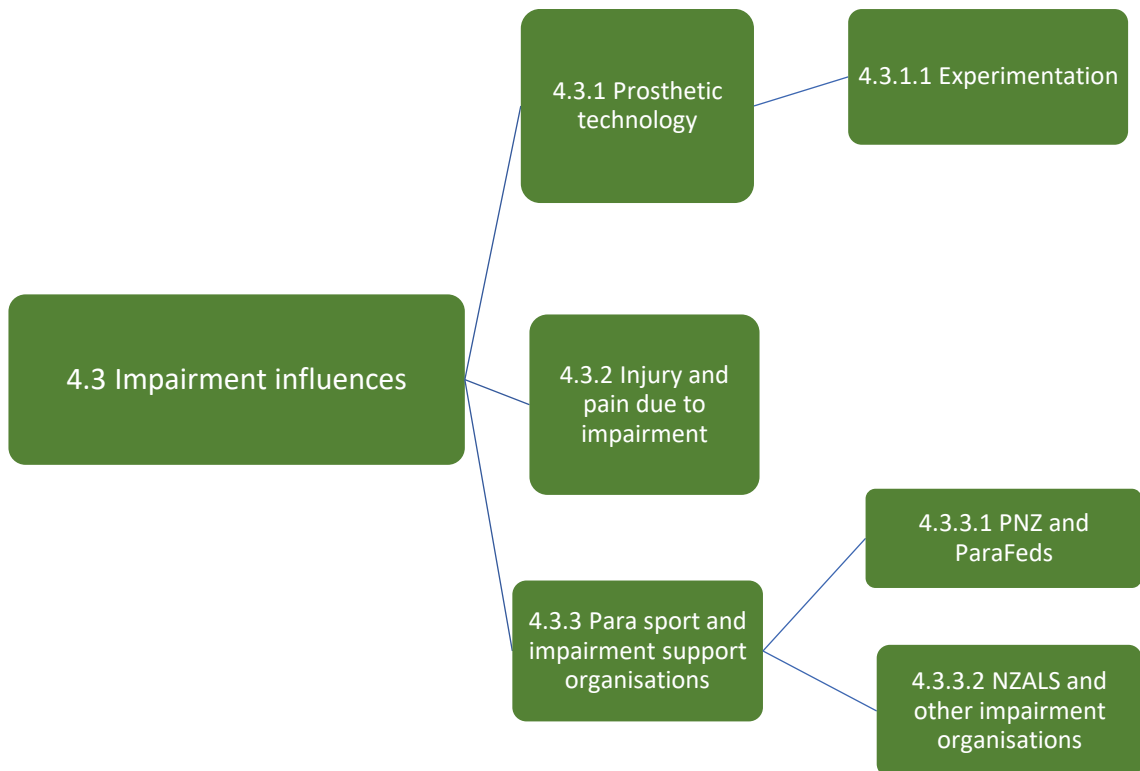 4.3 Impairment influences
4.3.1 Prosthetic
technology
4.3.1.1 Experimentation
4.3.2 Injury and
pain due to
impairment
4.3.3 Para sport and
impairment support
organisations
4.3.3.1 PNZ and
ParaFeds
4.3.3.2 NZALS and
other impairment
organisations